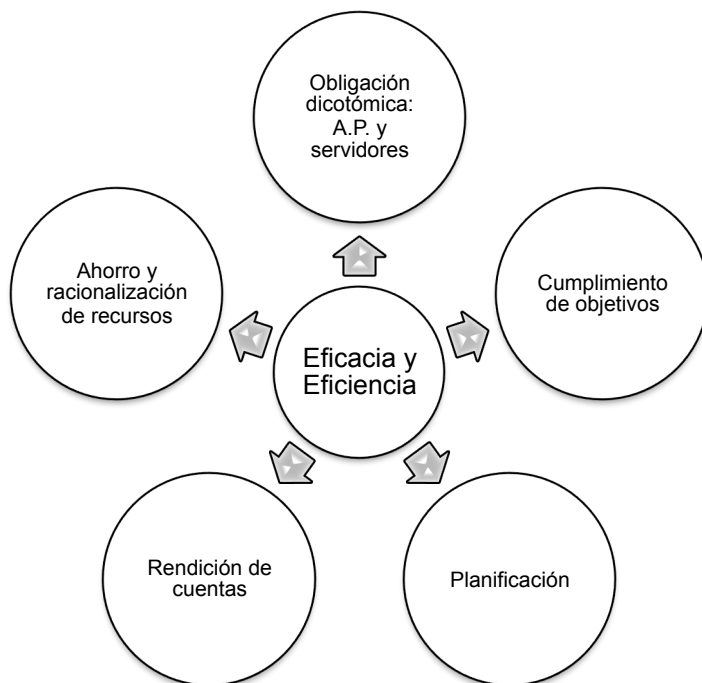 Obligación
dicotómica:
A.P. y
servidores
Cumplimiento
de objetivos
Planificación
Rendición de
cuentas
Ahorro y
racionalización
de recursos
Eficacia y
Eficiencia